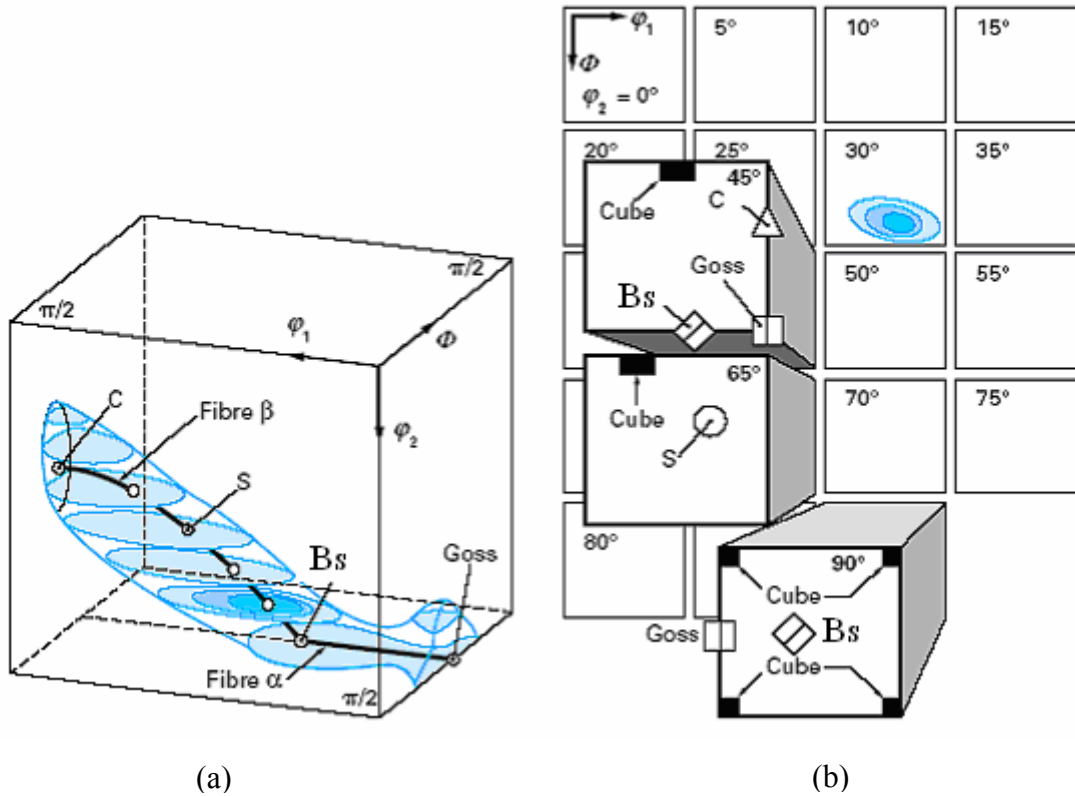 π/2
π/2
φ₁
Φ
C
Fibre β
φ₂
S
Bs
Goss
Fibre α
π/2
(a)
φ₁
Φ
φ₂ = 0°
5°
10°
15°
20°
25°
30°
35°
45°
Cube
C
Goss
Bs
50°
55°
65°
Cube
S
70°
75°
80°
90°
Cube
Goss
Bs
Cube
(b)